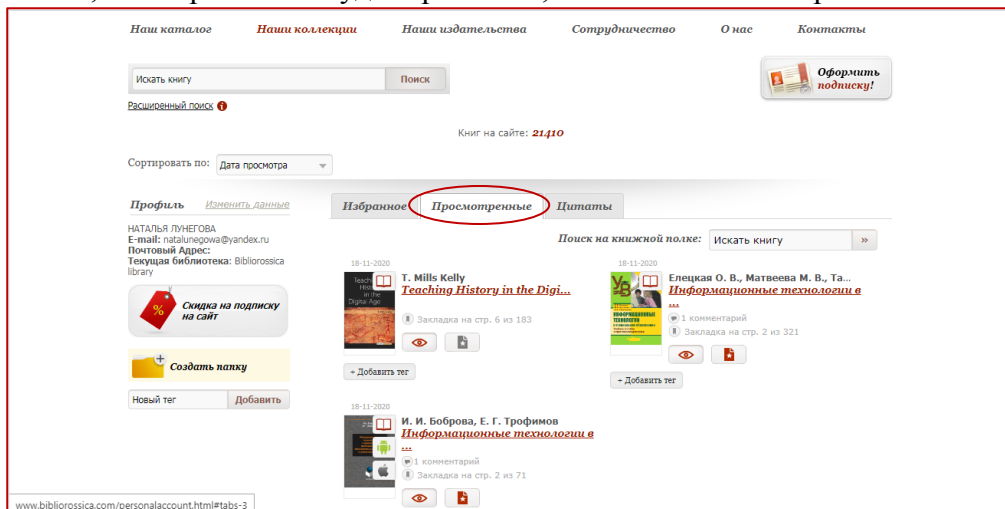 Наш каталог Наши коллекции Наши издательства Сотрудничество О нас Контакты
Искать книгу Поиск
Оформить
подписку!
Расширенный поиск
Книг на сайте: 21410
Сортировать по: Дата просмотра
Профиль Изменить данные
Избранное Просмотренные Цитаты
НАТАЛЬЯ ЛУНЕГОВА
E-mail: natalunegowa@yandex.ru
Почтовый Адрес:
Текущая библиотека: Bibliorossica
library
Поиск на книжной полке: Искать книгу »
Скидка на подписку
на сайт
Создать папку
Новый тег Добавить
18-11-2020
T. Mills Kelly
Teaching History in the Digi...
Закладка на стр. 6 из 183
+ Добавить тег
18-11-2020
Елецкая О. В., Матвеева М. В., Та...
Информационные технологии в
...
1 комментарий
Закладка на стр. 2 из 321
+ Добавить тег
18-11-2020
И. И. Боброва, Е. Г. Трофимов
Информационные технологии в
...
1 комментарий
Закладка на стр. 2 из 71
www.bibliorossica.com/personalaccount.html#tabs-3